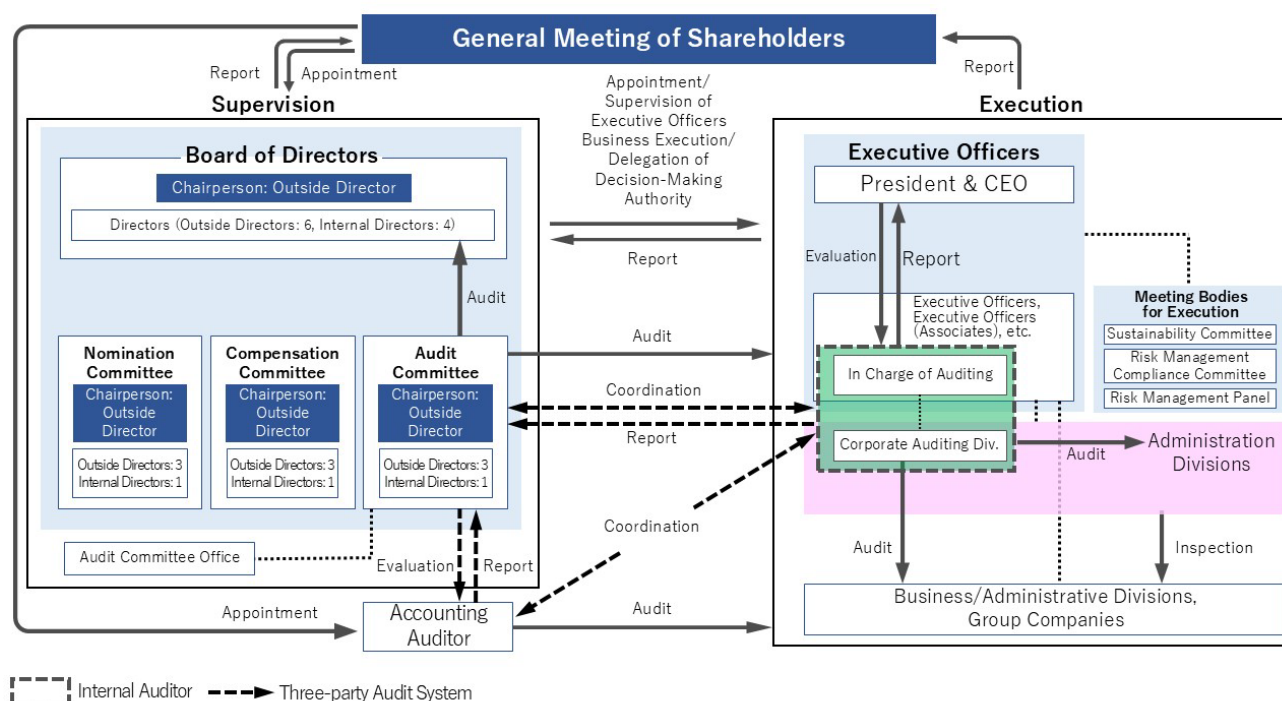 General Meeting of Shareholders
Report
Appointment
Supervision
Appointment/
Supervision of
Executive Officers
Business Execution/
Delegation of
Decision-Making
Authority
Report
Execution
Board of Directors
Chairperson: Outside Director
Directors (Outside Directors: 6, Internal Directors: 4)
Report
Audit
Executive Officers
President & CEO
Evaluation
Report
Executive Officers,
Executive Officers
(Associates), etc.
Meeting Bodies
for Execution
Sustainability Committee
Risk Management
Compliance Committee
Risk Management Panel
Nomination
Committee
Chairperson:
Outside
Director
Outside Directors: 3
Internal Directors: 1
Compensation
Committee
Chairperson:
Outside
Director
Outside Directors: 3
Internal Directors: 1
Audit
Committee
Chairperson:
Outside
Director
Outside Directors: 3
Internal Directors: 1
Audit
Coordination
Report
In Charge of Auditing
Corporate Auditing Div.
Audit
Administration
Divisions
Coordination
Audit Committee Office
Evaluation
Report
Audit
Inspection
Appointment
Accounting
Auditor
Audit
Business/Administrative Divisions,
Group Companies
Internal Auditor
Three-party Audit System